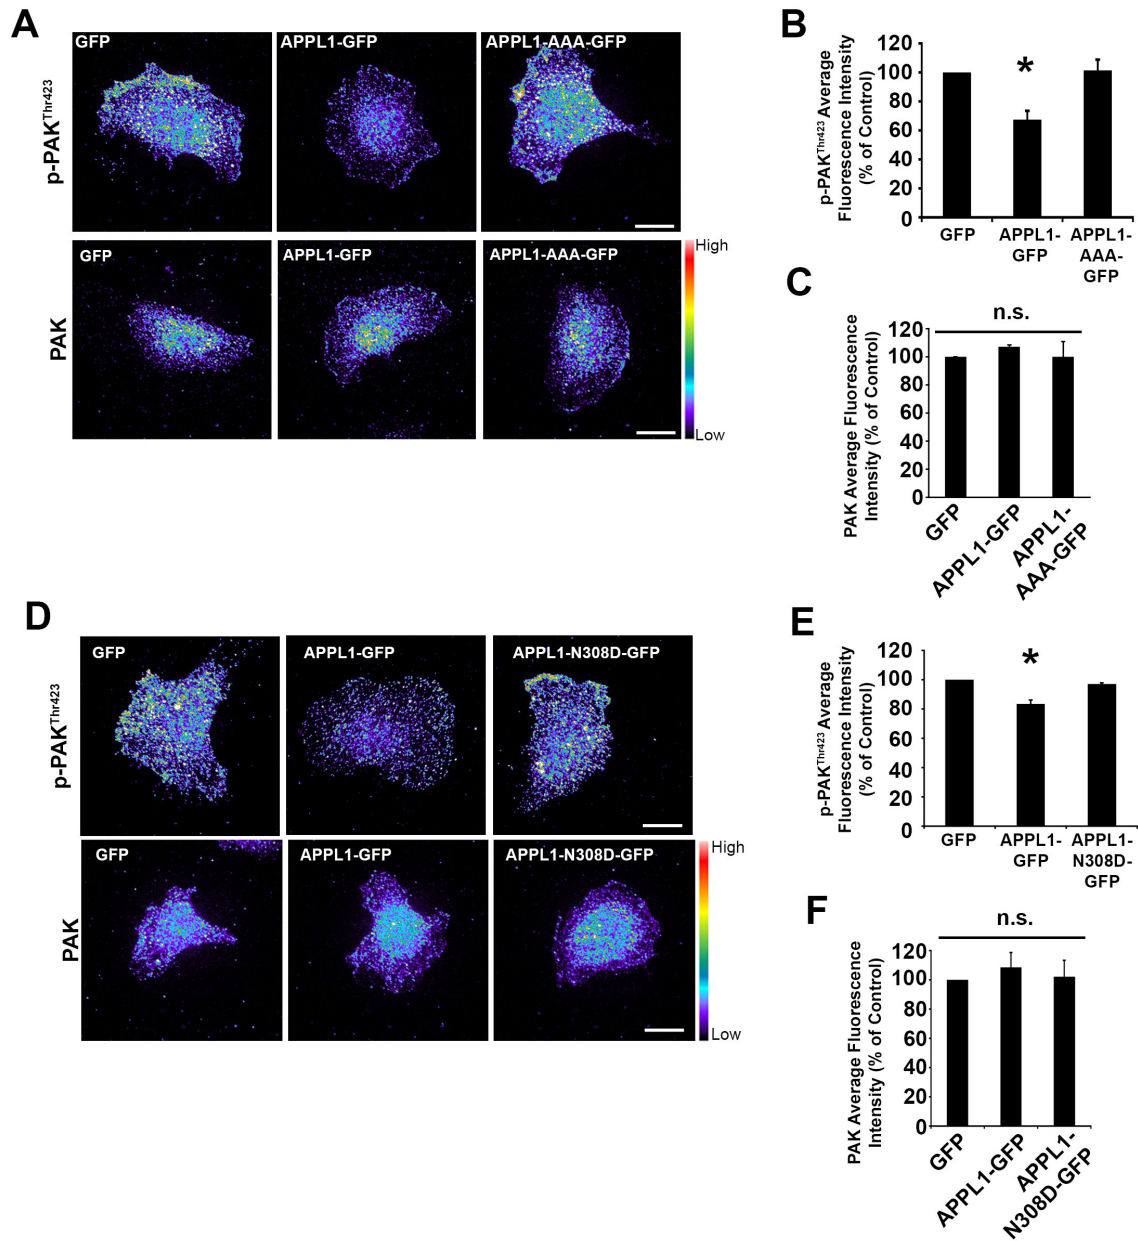 A
GFP
APPL1-GFP
APPL1-AAA-GFP
p-PAKThr423
GFP
APPL1-GFP
APPL1-AAA-GFP
PAK
High
Low
B
p-PAKThr423 Average
Fluorescence Intensity
(% of Control)
120
100
80
60
40
20
0
*
GFP
APPL1-
GFP
APPL1-
AAA-
GFP
C
n.s.
PAK Average Fluorescence
Intensity (% of Control)
120
100
80
60
40
20
0
GFP
APPL1-GFP
APPL1-
AAA-GFP
D
GFP
APPL1-GFP
APPL1-N308D-GFP
p-PAKThr423
GFP
APPL1-GFP
APPL1-N308D-GFP
PAK
High
Low
E
p-PAKThr423 Average
Fluorescence Intensity
(% of Control)
120
100
80
60
40
20
0
*
GFP
APPL1-
GFP
APPL1-
N308D-
GFP
F
n.s.
PAK Average Fluorescence
Intensity (% of Control)
120
100
80
60
40
20
0
GFP
APPL1-GFP
APPL1-
N308D-GFP